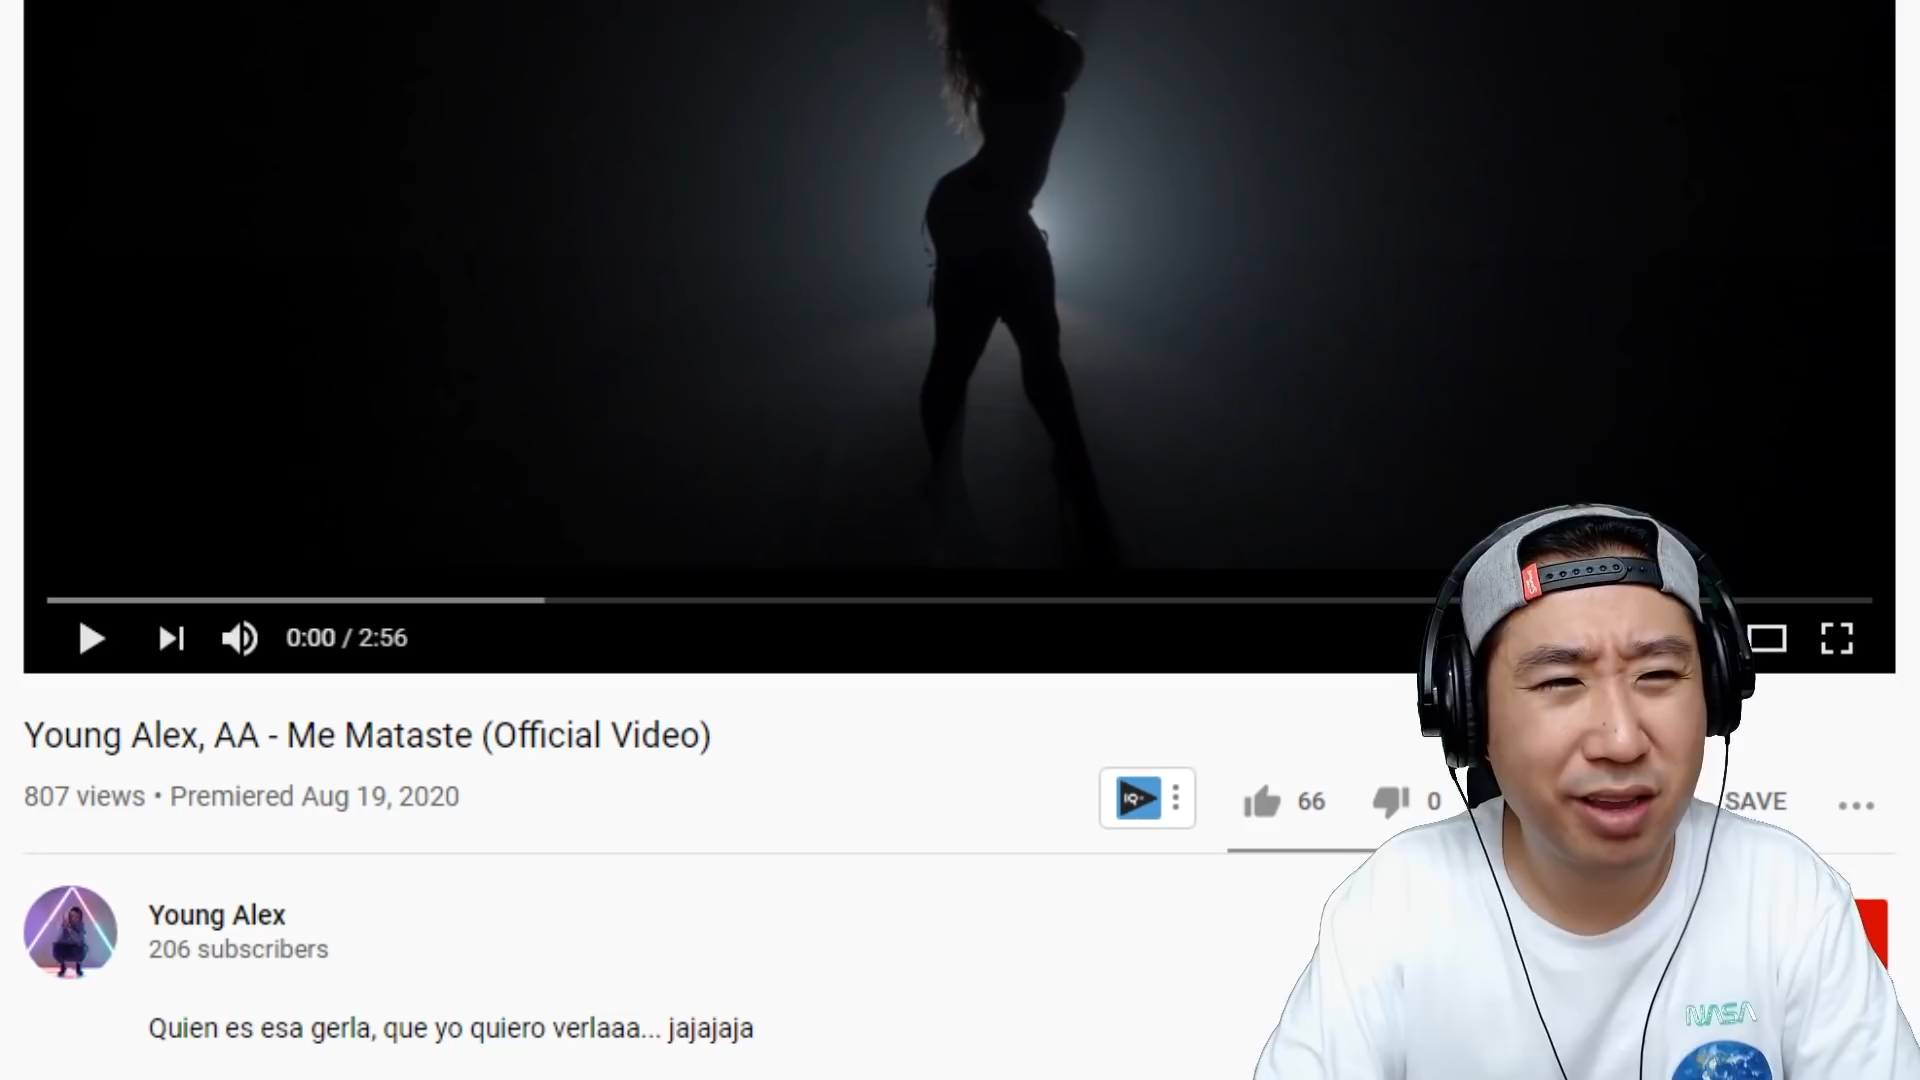 0:00 / 2:56
Young Alex, AA - Me Mataste (Official Video)
807 views • Premiered Aug 19, 2020
IQ
66
0
SAVE
Young Alex
206 subscribers
Quien es esa gerla, que yo quiero verlaaa... jajajaja
NASA